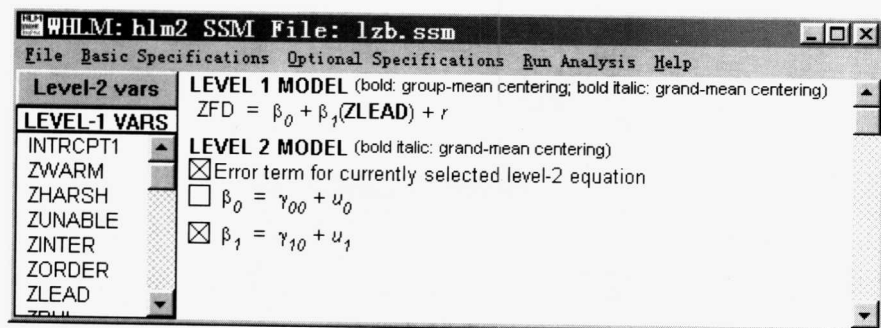 WHLM: hlm2 SSM File: lzb.ssm
File Basic Specifications Optional Specifications Run Analysis Help
Level-2 vars
LEVEL-1 VARS
INTRCPT1
ZWARM
ZHARSH
ZUNABLE
ZINTER
ZORDER
ZLEAD
LEVEL 1 MODEL (bold: group-mean centering; bold italic: grand-mean centering)
ZFD = β0 + β1(ZLEAD) + r
LEVEL 2 MODEL (bold italic: grand-mean centering)
Error term for currently selected level-2 equation
β0 = γ00 + u0
β1 = γ10 + u1